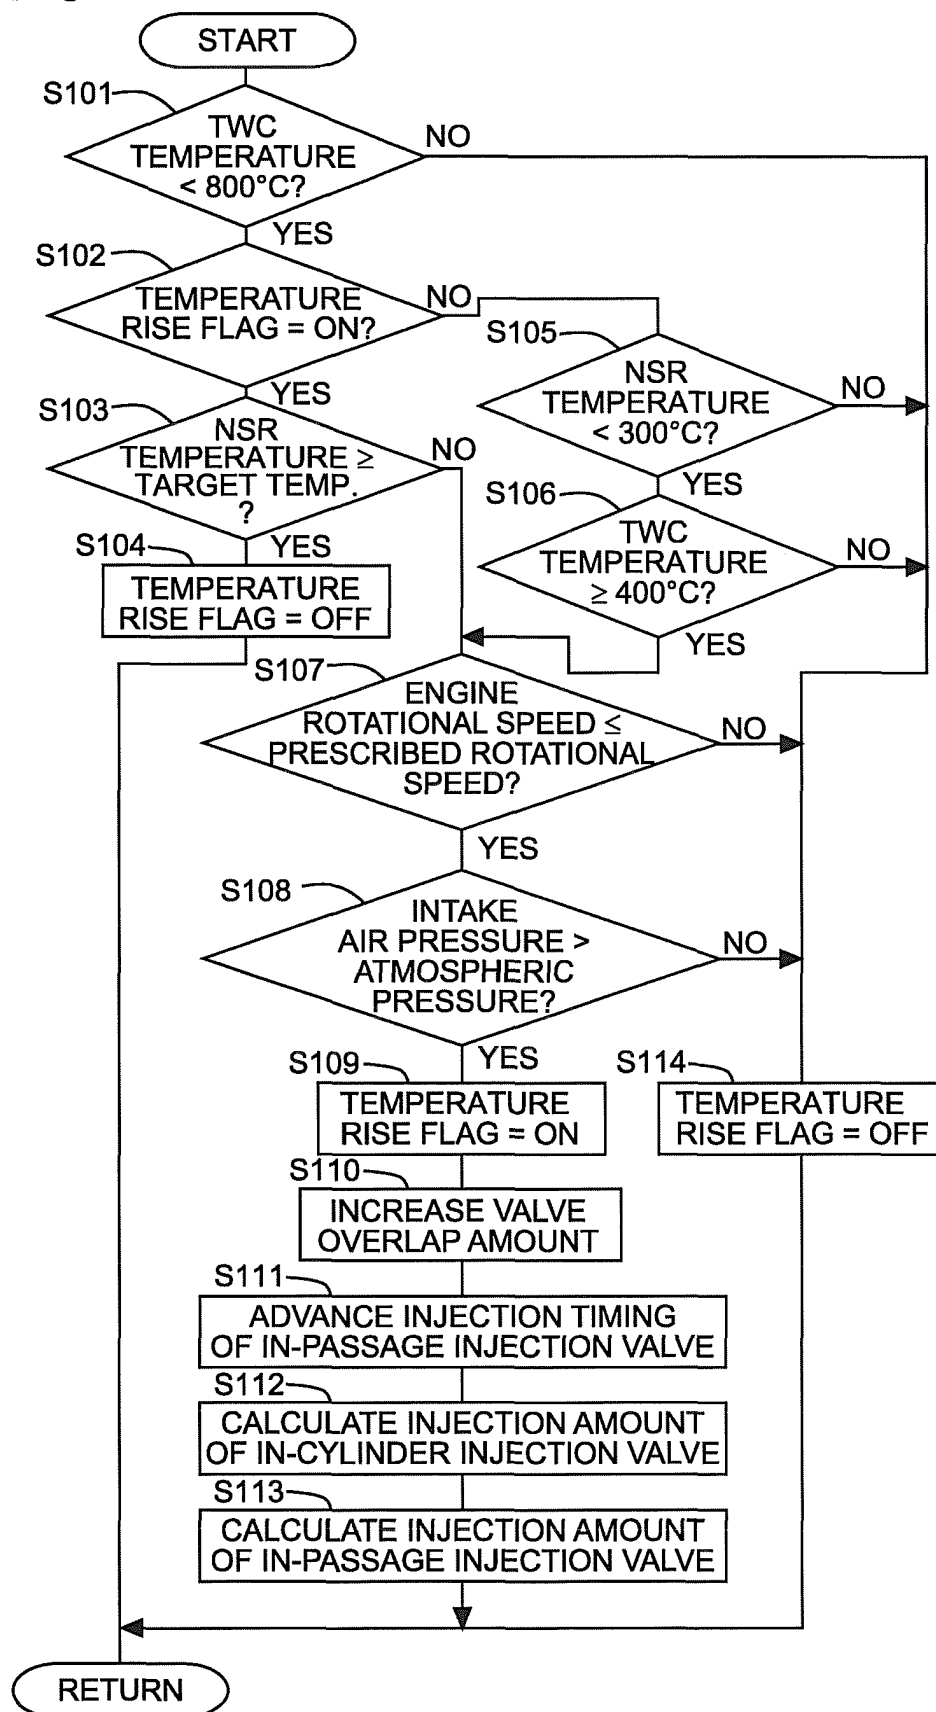 START
S101
TWC
TEMPERATURE
< 800°C?
NO
YES
S102
TEMPERATURE
RISE FLAG = ON?
NO
YES
S105
NSR
TEMPERATURE
< 300°C?
NO
YES
S103
NSR
TEMPERATURE ≥
TARGET TEMP.
?
NO
YES
S106
TWC
TEMPERATURE
≥ 400°C?
NO
YES
S104
TEMPERATURE
RISE FLAG = OFF
S107
ENGINE
ROTATIONAL SPEED ≤
PRESCRIBED ROTATIONAL
SPEED?
NO
YES
S108
INTAKE
AIR PRESSURE >
ATMOSPHERIC
PRESSURE?
NO
YES
S109
TEMPERATURE
RISE FLAG = ON
S114
TEMPERATURE
RISE FLAG = OFF
S110
INCREASE VALVE
OVERLAP AMOUNT
S111
ADVANCE INJECTION TIMING
OF IN-PASSAGE INJECTION VALVE
S112
CALCULATE INJECTION AMOUNT
OF IN-CYLINDER INJECTION VALVE
S113
CALCULATE INJECTION AMOUNT
OF IN-PASSAGE INJECTION VALVE
RETURN